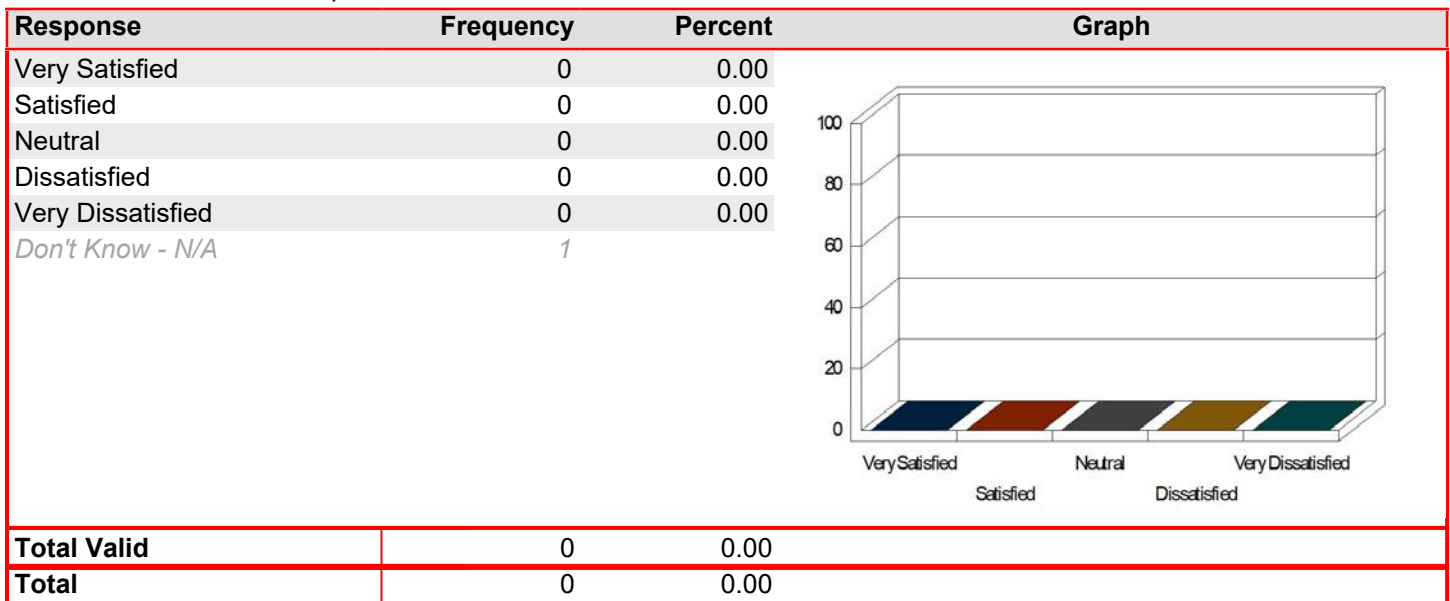 Response Frequency Percent Graph
Very Satisfied 0 0.00
Satisfied 0 0.00
Neutral 0 0.00
Dissatisfied 0 0.00
Very Dissatisfied 0 0.00
Don't Know - N/A 1
100
80
60
40
20
0
Very Satisfied Neutral Very Dissatisfied
Satisfied Dissatisfied
Total Valid 0 0.00
Total 0 0.00